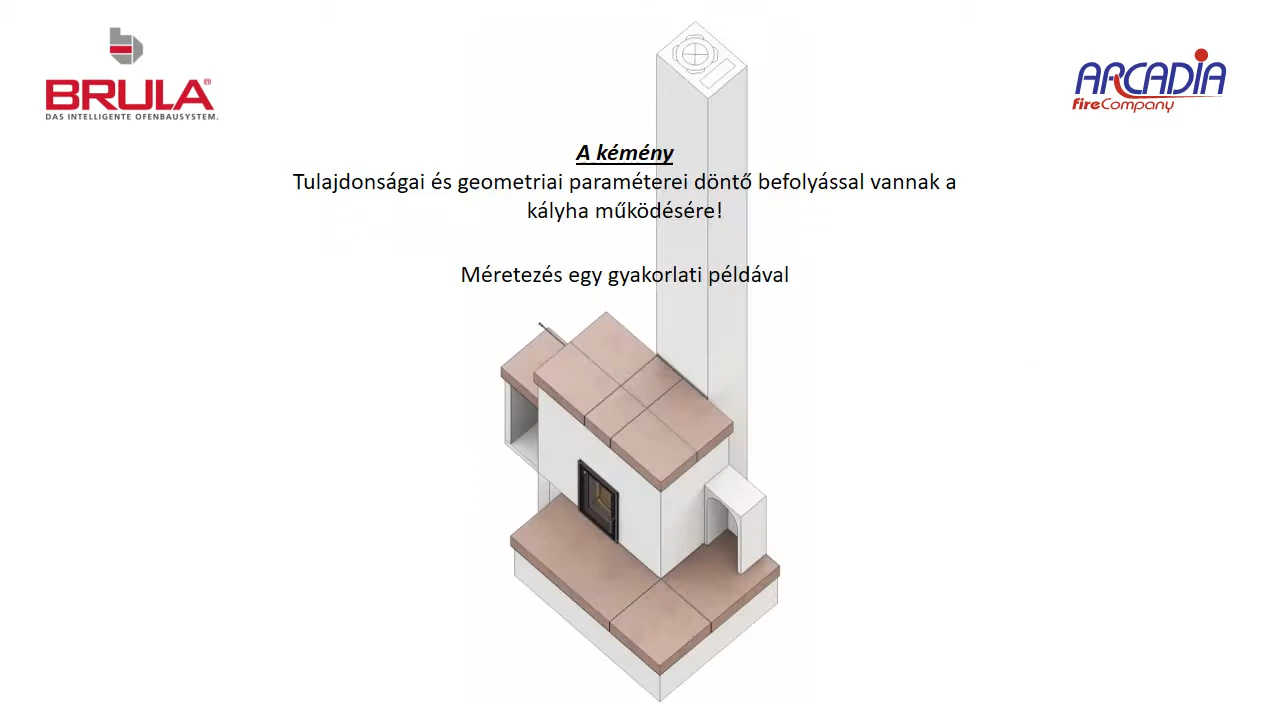 BRULA®
DAS INTELLIGENTE OFENBAUSYSTEM.
ARCADIA
fireCompany
A kémény
Tulajdonságai és geometriai paraméterei döntő befolyással vannak a
kályha működésére!
Méretezés egy gyakorlati példával